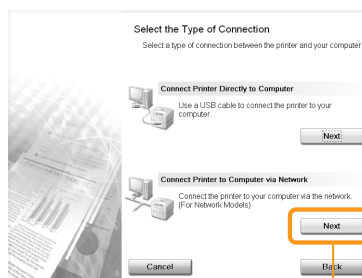 Select the Type of Connection
Select a type of connection between the printer and your computer
Connect Printer Directly to Computer
Use a USB cable to connect the printer to your
computer.
Next
Connect Printer to Computer via Network
Connect the printer to your computer via the network.
(For Network Models)
Next
Cancel
Back